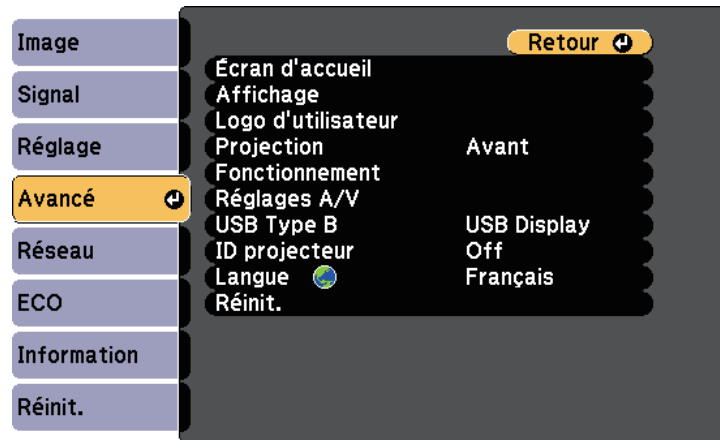 Image
Signal
Réglage
Avancé
Réseau
ECO
Information
Réinit.
Retour
Écran d'accueil
Affichage
Logo d'utilisateur
Projection Avant
Fonctionnement
Réglages A/V
USB Type B USB Display
ID projecteur Off
Langue Français
Réinit.